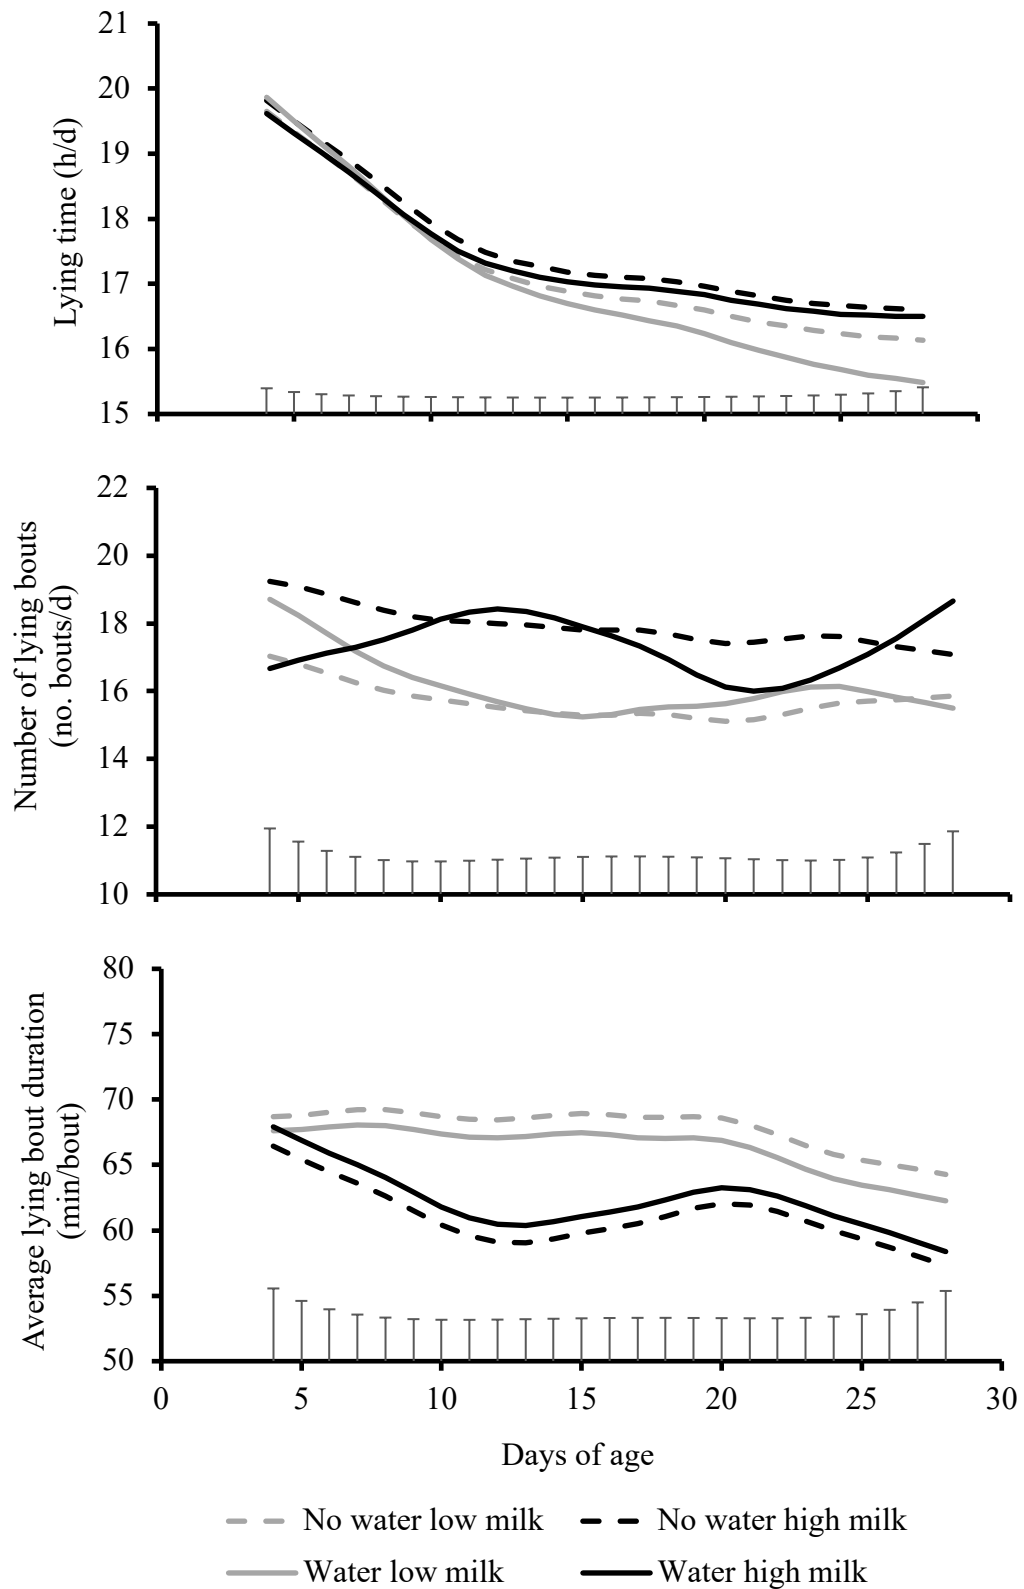 21
20
19
18
17
16
15
Lying time (h/d)
22
20
18
16
14
12
10
Number of lying bouts
(no. bouts/d)
80
75
70
65
60
55
50
Average lying bout duration
(min/bout)
0 5 10 15 20 25 30
Days of age
No water low milk No water high milk
Water low milk Water high milk